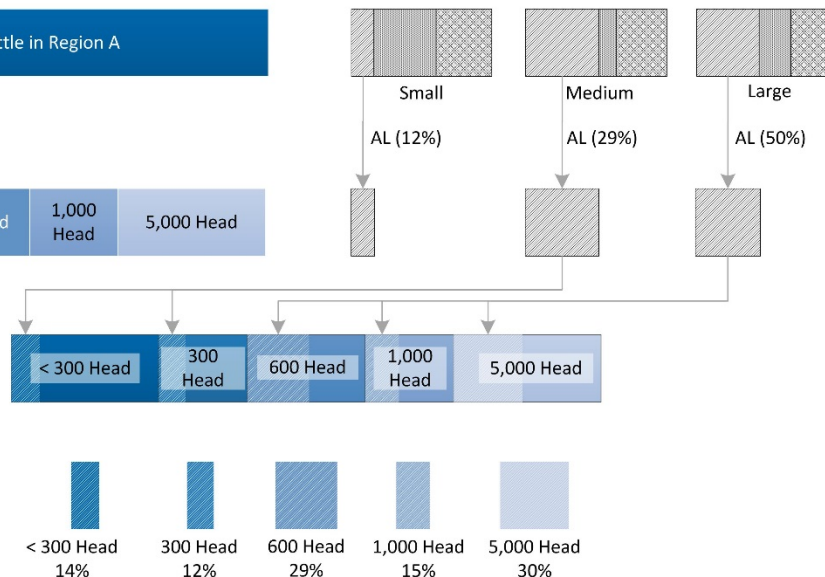 in Region A
Small
Medium
Large
AL (12%)
AL (29%)
AL (50%)
1,000
Head
5,000 Head
< 300 Head
300
Head
600 Head
1,000
Head
5,000 Head
< 300 Head
14%
300 Head
12%
600 Head
29%
1,000 Head
15%
5,000 Head
30%